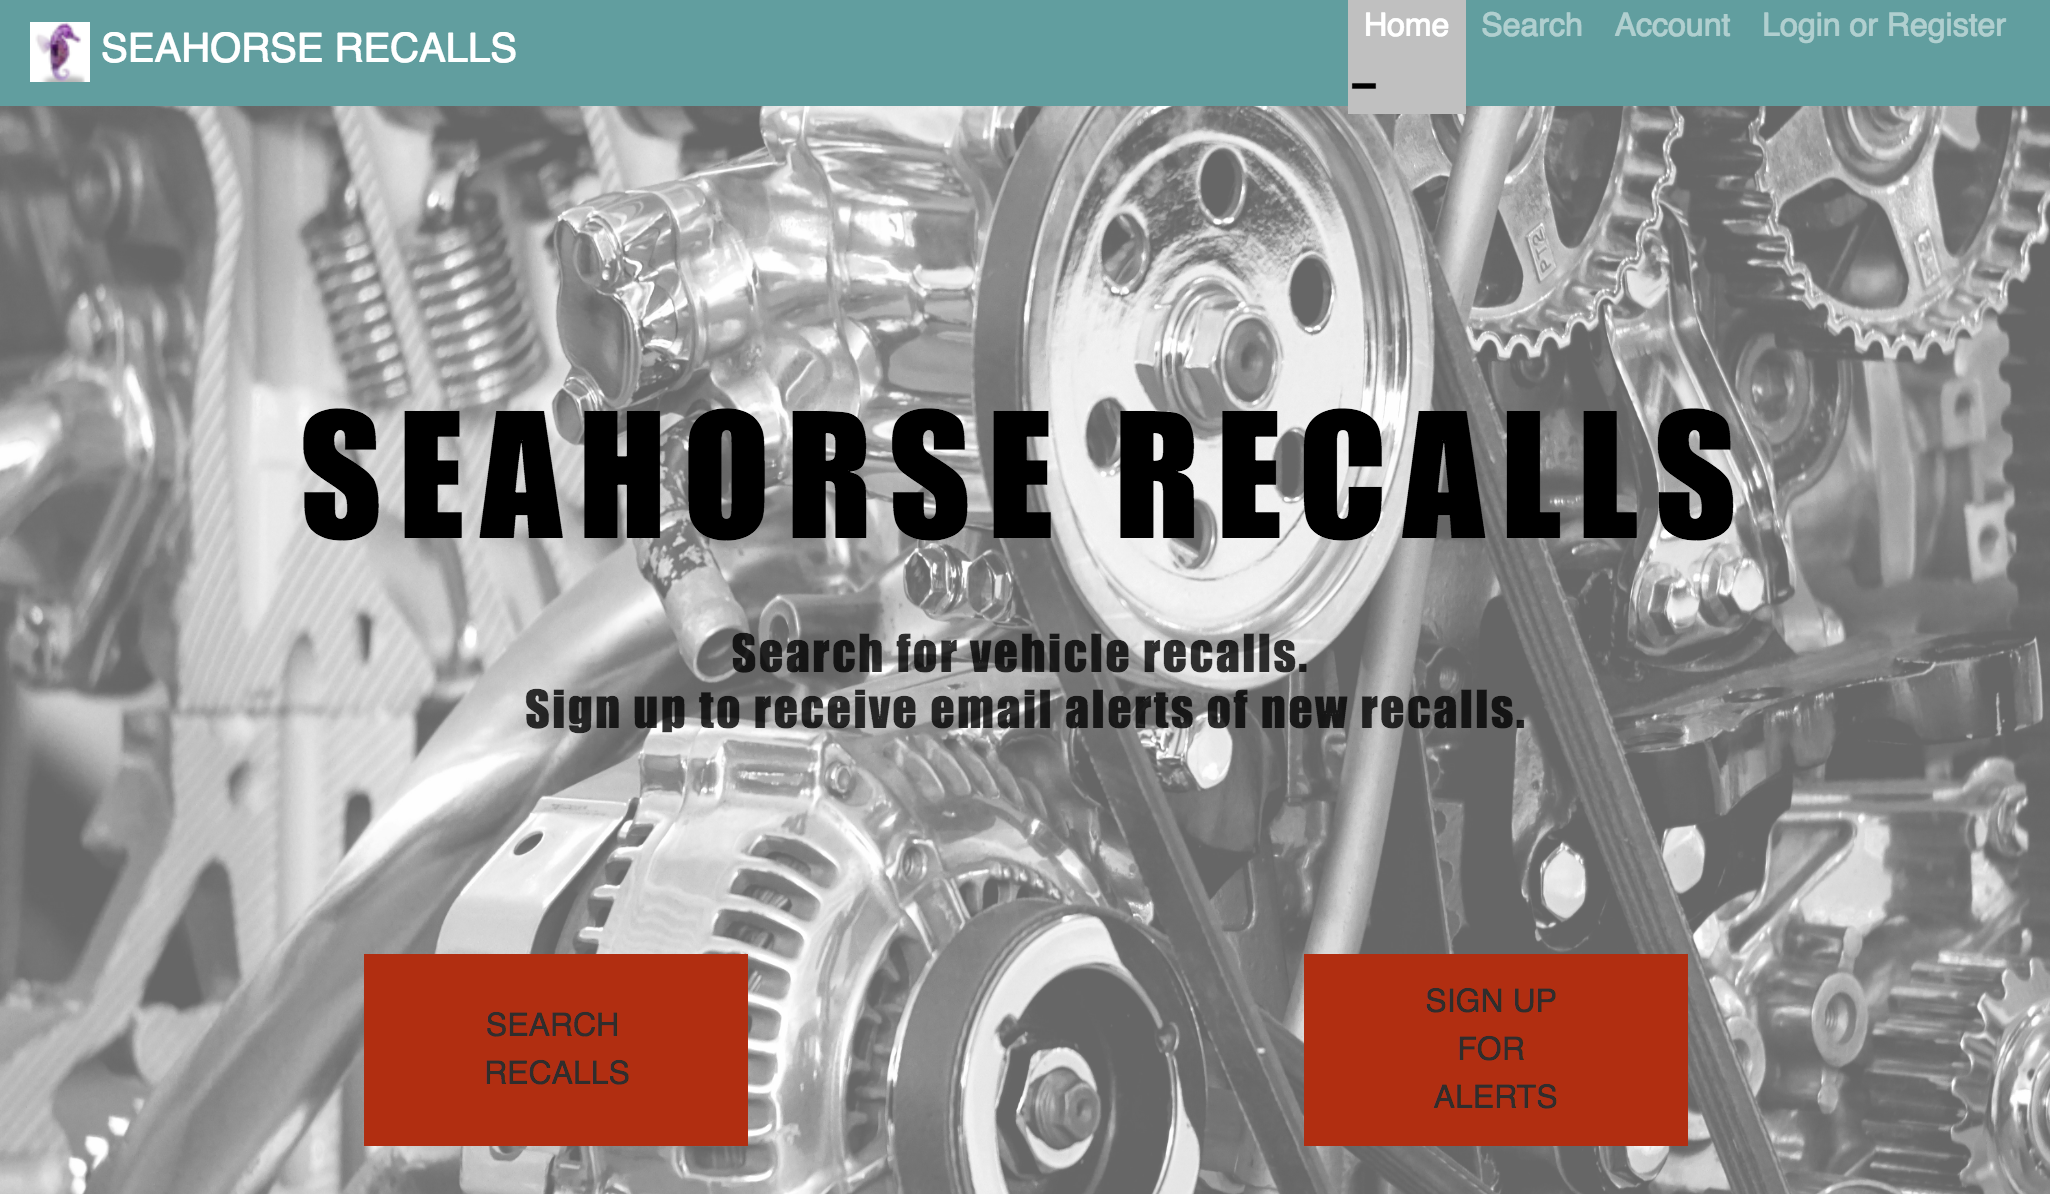 SEAHORSE RECALLS
Home Search Account Login or Register
SEAHORSE RECALLS
Search for vehicle recalls.
Sign up to receive email alerts of new recalls.
SEARCH
RECALLS
SIGN UP
FOR
ALERTS